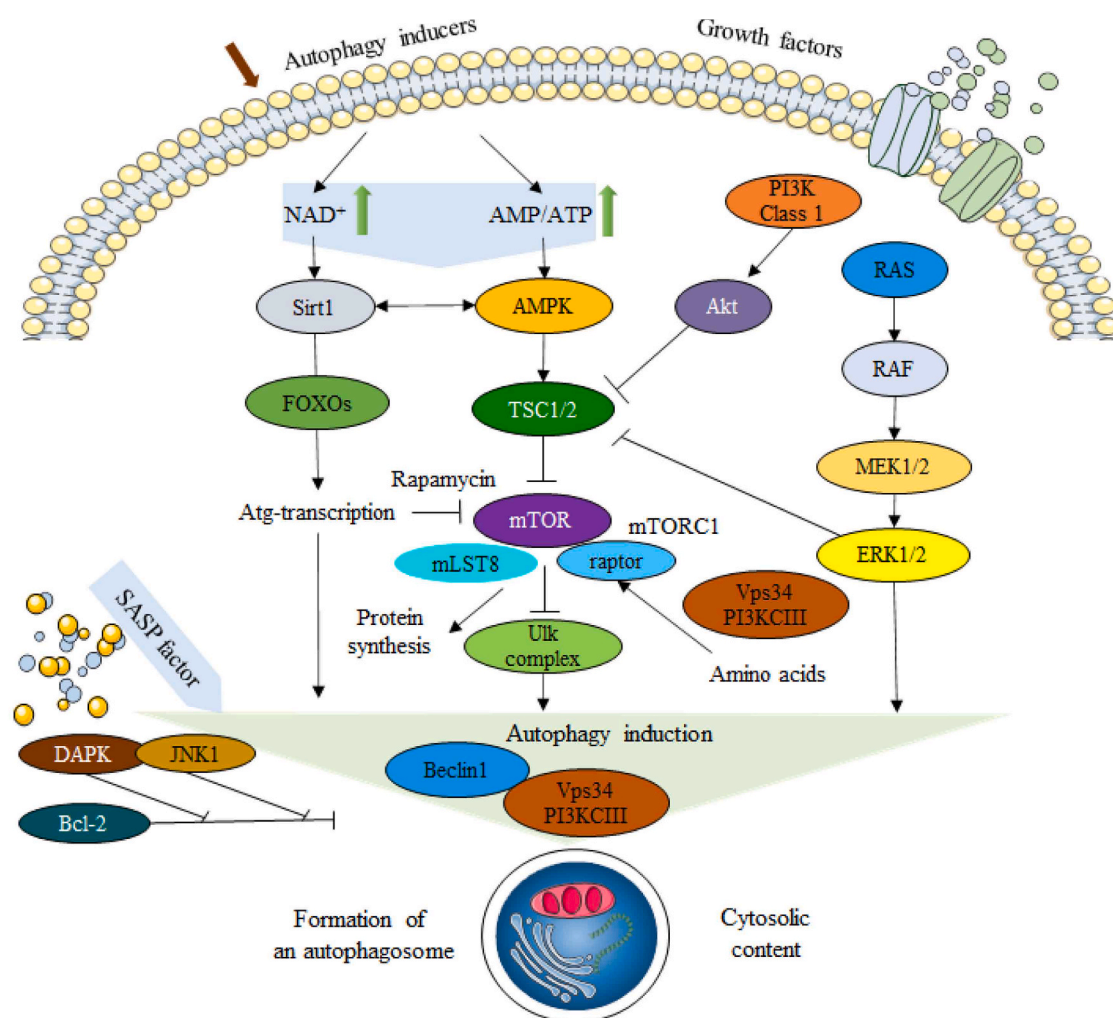 Autophagy inducers
Growth factors
NAD⁺
AMP/ATP
PI3K
Class 1
RAS
Sirt1
AMPK
Akt
RAF
FOXOs
TSC1/2
MEK1/2
Rapamycin
Atg-transcription
mTOR
mTORC1
ERK1/2
mLST8
raptor
Vps34
PI3KCIII
Protein
synthesis
Ulk
complex
Amino acids
SASP factor
Autophagy induction
DAPK
JNK1
Beclin1
Vps34
PI3KCIII
Bcl-2
Formation of
an autophagosome
Cytosolic
content